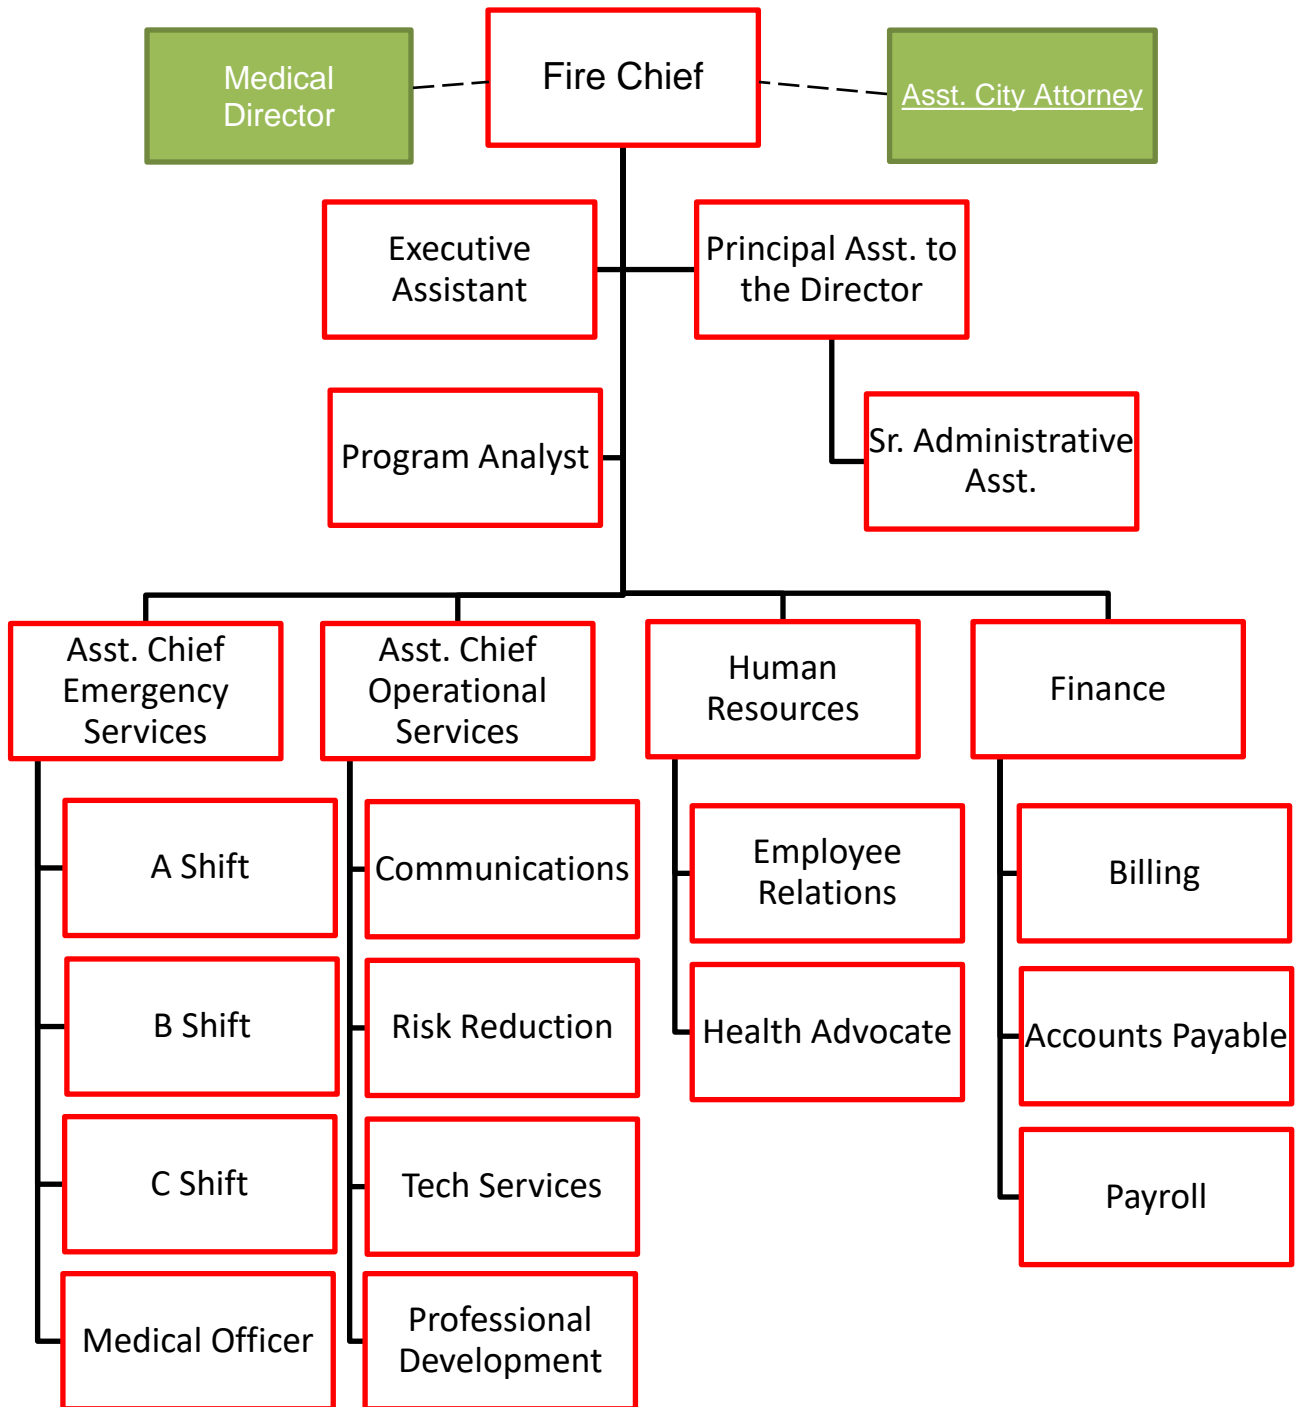 Medical
Director
Fire Chief
Asst. City Attorney
Executive
Assistant
Principal Asst. to
the Director
Program Analyst
Sr. Administrative
Asst.
Asst. Chief
Emergency
Services
Asst. Chief
Operational
Services
Human
Resources
Finance
A Shift
Communications
Employee
Relations
Billing
B Shift
Risk Reduction
Health Advocate
Accounts Payable
C Shift
Tech Services
Payroll
Medical Officer
Professional
Development